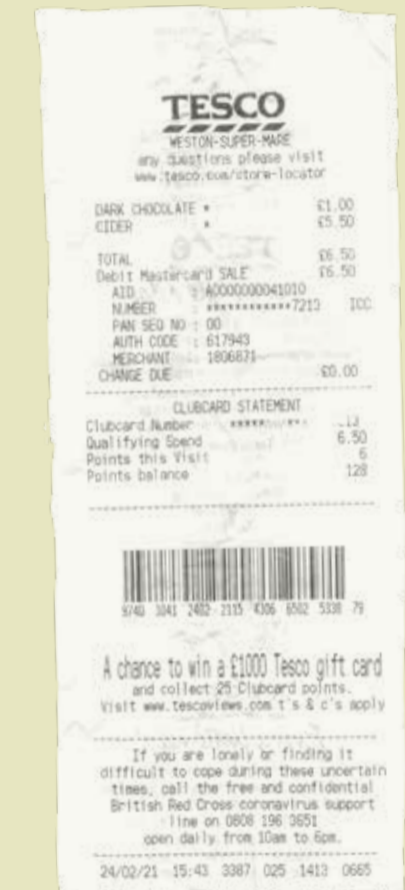 TESCO
WESTON-SUPER-MARE
any questions please visit
www.tesco.com/store-locator
DARK CHOCOLATE * £1.00
CIDER * £5.50
TOTAL £6.50
Debit Mastercard SALE £6.50
AID : A0000000041010
NUMBER : ************7213 ICC
PAN SEQ NO : 00
AUTH CODE : 617943
MERCHANT : 1806871
CHANGE DUE £0.00
CLUBCARD STATEMENT
Clubcard Number
Qualifying Spend 6.50
Points this Visit 6
Points balance 128
9740 3041 2402 2115 4306 6502 5338 79
A chance to win a £1000 Tesco gift card
and collect 25 Clubcard points.
Visit www.tescoviews.com t's & c's apply
If you are lonely or finding it
difficult to cope during these uncertain
times, call the free and confidential
British Red Cross coronavirus support
line on 0808 196 3651
open daily from 10am to 6pm.
24/02/21 15:43 3387 025 1413 0665